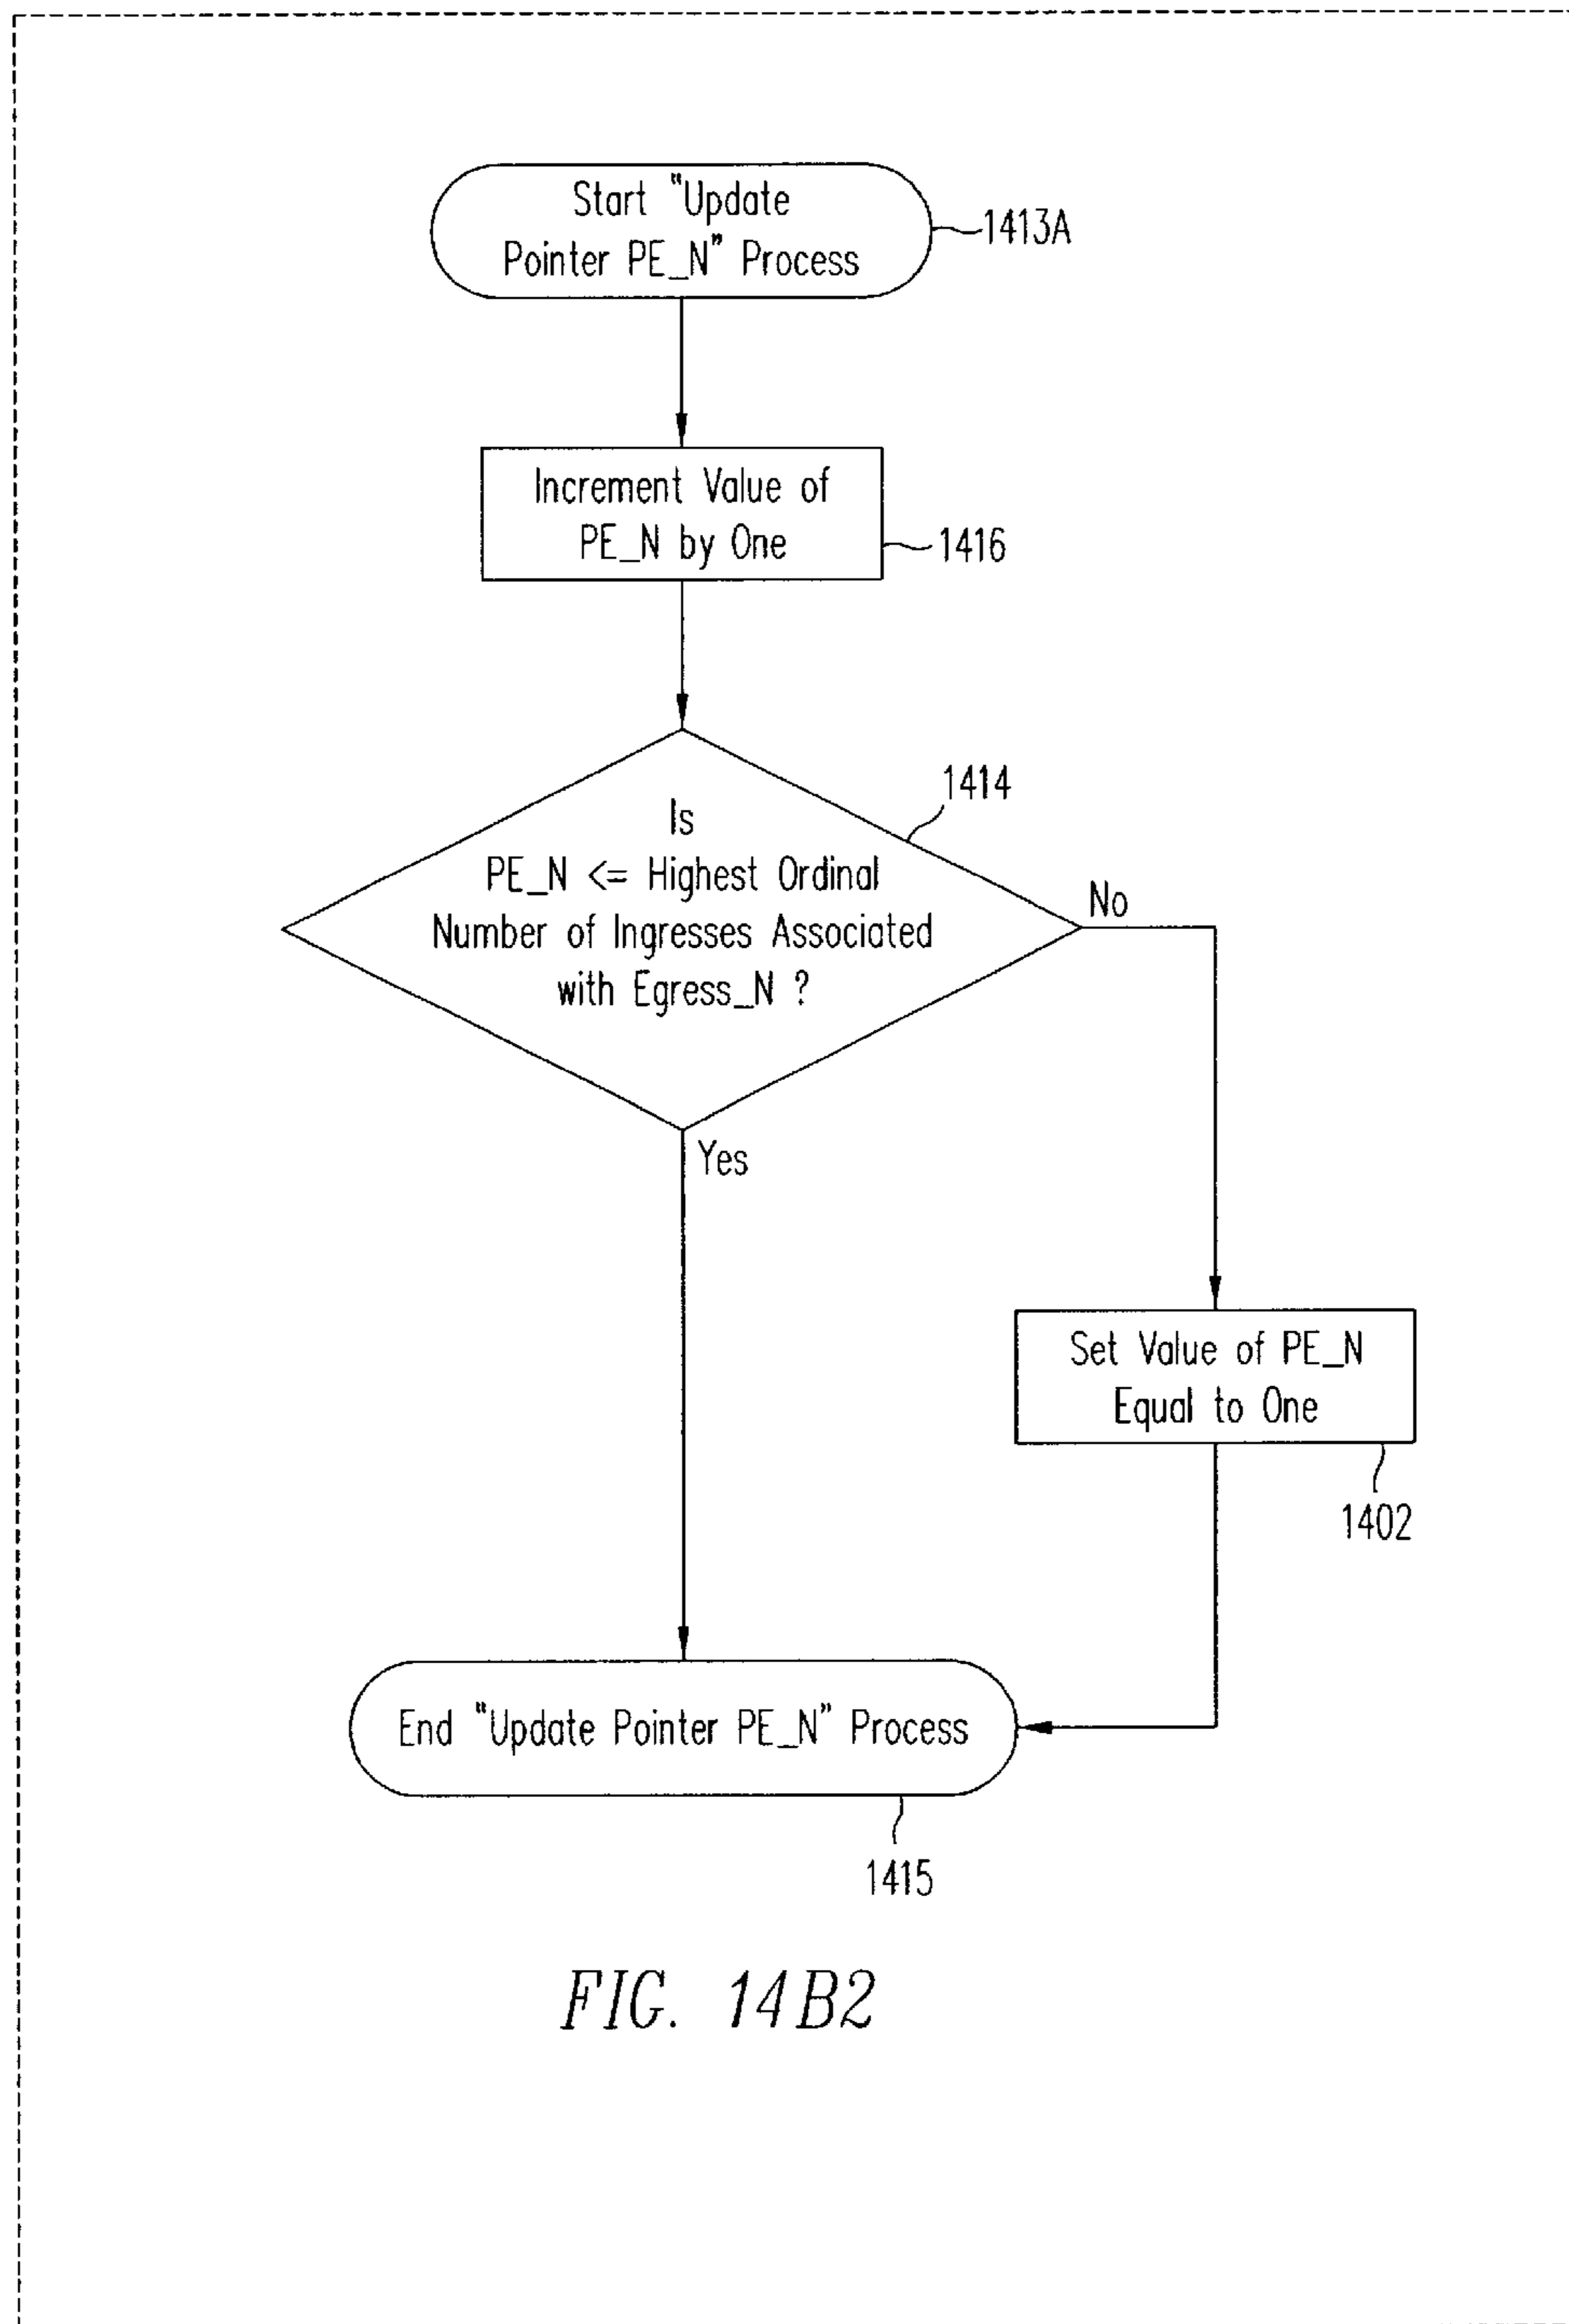 Start "Update
Pointer PE_N" Process
1413A
Increment Value of
PE_N by One
1416
1414
Is
PE_N <= Highest Ordinal
Number of Ingresses Associated
with Egress_N ?
No
Yes
Set Value of PE_N
Equal to One
1402
End "Update Pointer PE_N" Process
1415
FIG. 14B2